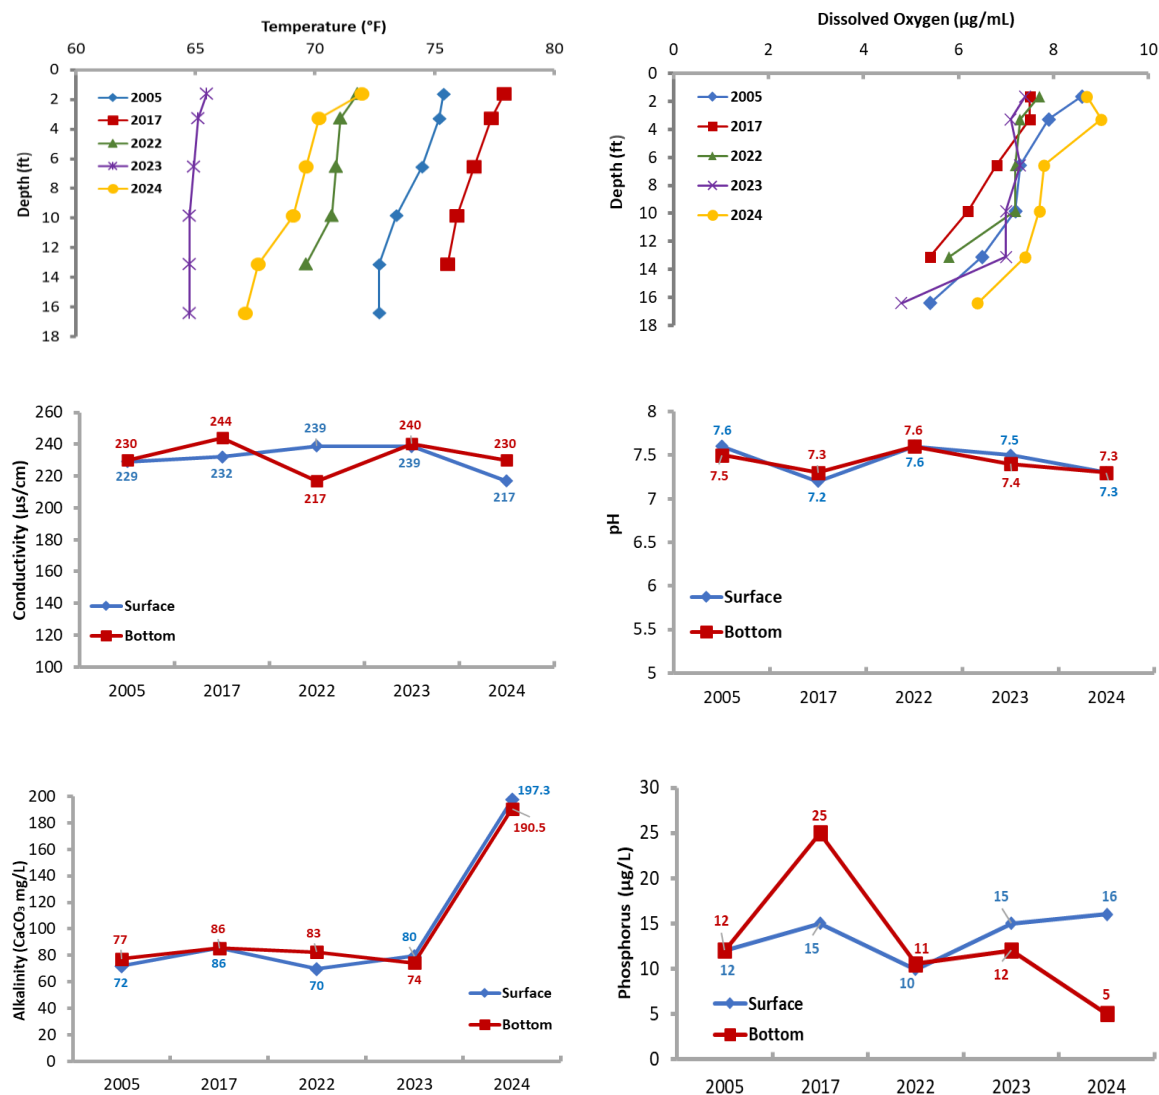 Temperature (°F)
60 65 70 75 80
0
2
4
6
8
10
12
14
16
18
Depth (ft)
2005
2017
2022
2023
2024
Dissolved Oxygen (µg/mL)
0 2 4 6 8 10
0
2
4
6
8
10
12
14
16
18
Depth (ft)
2005
2017
2022
2023
2024
260
240
220
200
180
160
140
120
100
Conductivity (µs/cm)
230 244 239 240 230
229 232 217 239 217
Surface
Bottom
2005 2017 2022 2023 2024
8
7.5
7
6.5
6
5.5
5
pH
7.6 7.3 7.6 7.5 7.3
7.5 7.2 7.6 7.4 7.3
Surface
Bottom
2005 2017 2022 2023 2024
200
180
160
140
120
100
80
60
40
20
0
Alkalinity (CaCO₃ mg/L)
197.3
190.5
77 86 83 80
72 86 70 74
Surface
Bottom
2005 2017 2022 2023 2024
30
25
20
15
10
5
0
Phosphorus (µg/L)
12 25 11 15 16
12 15 10 12 5
Surface
Bottom
2005 2017 2022 2023 2024